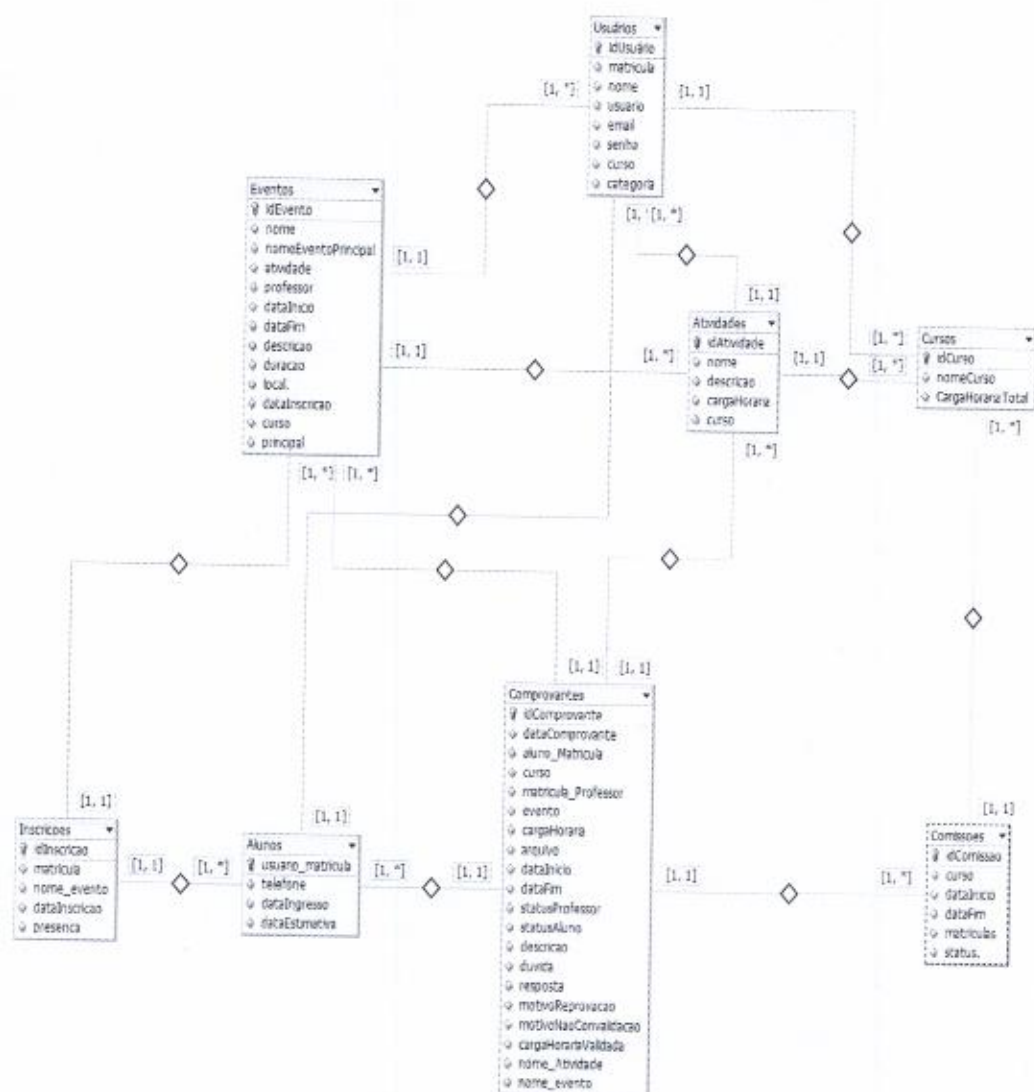 Usuários
idUsuário
matricula
nome
usuario
email
senha
curso
categoria
[1, *]
[1, 1]
[1, *
[1, *]
Eventos
idEvento
nome
nomeEventoPrincipal
atividade
professor
dataInicio
dataFim
descricao
duracao
local.
dataInscricao
curso
principal
[1, 1]
[1, 1]
[1, *]
[1, *]
[1, 1]
Atividades
idAtividade
nome
descricao
cargaHoraria
curso
[1, *]
[1, 1]
[1, *]
[1, *]
[1, *]
Cursos
idCurso
nomeCurso
CargaHorariaTotal
[1, *]
[1, 1]
[1, 1]
Comprovantes
idComprovante
dataComprovante
aluno_Matricula
curso
matricula_Professor
evento
cargaHoraria
arquivo
dataInicio
dataFim
statusProfessor
statusAluno
descricao
duvida
resposta
motivoReprovacao
motivoNaoConvalidacao
cargaHorariaValidada
nome_Atividade
nome_evento
[1, 1]
Inscricoes
idInscricao
matricula
nome_evento
dataInscricao
presenca
[1, 1]
[1, *]
[1, 1]
Alunos
usuario_matricula
telefone
dataIngresso
dataEstimativa
[1, *]
[1, 1]
[1, 1]
[1, *]
[1, 1]
Comissoes
idComissao
curso
dataInicio
dataFim
matriculas
status.